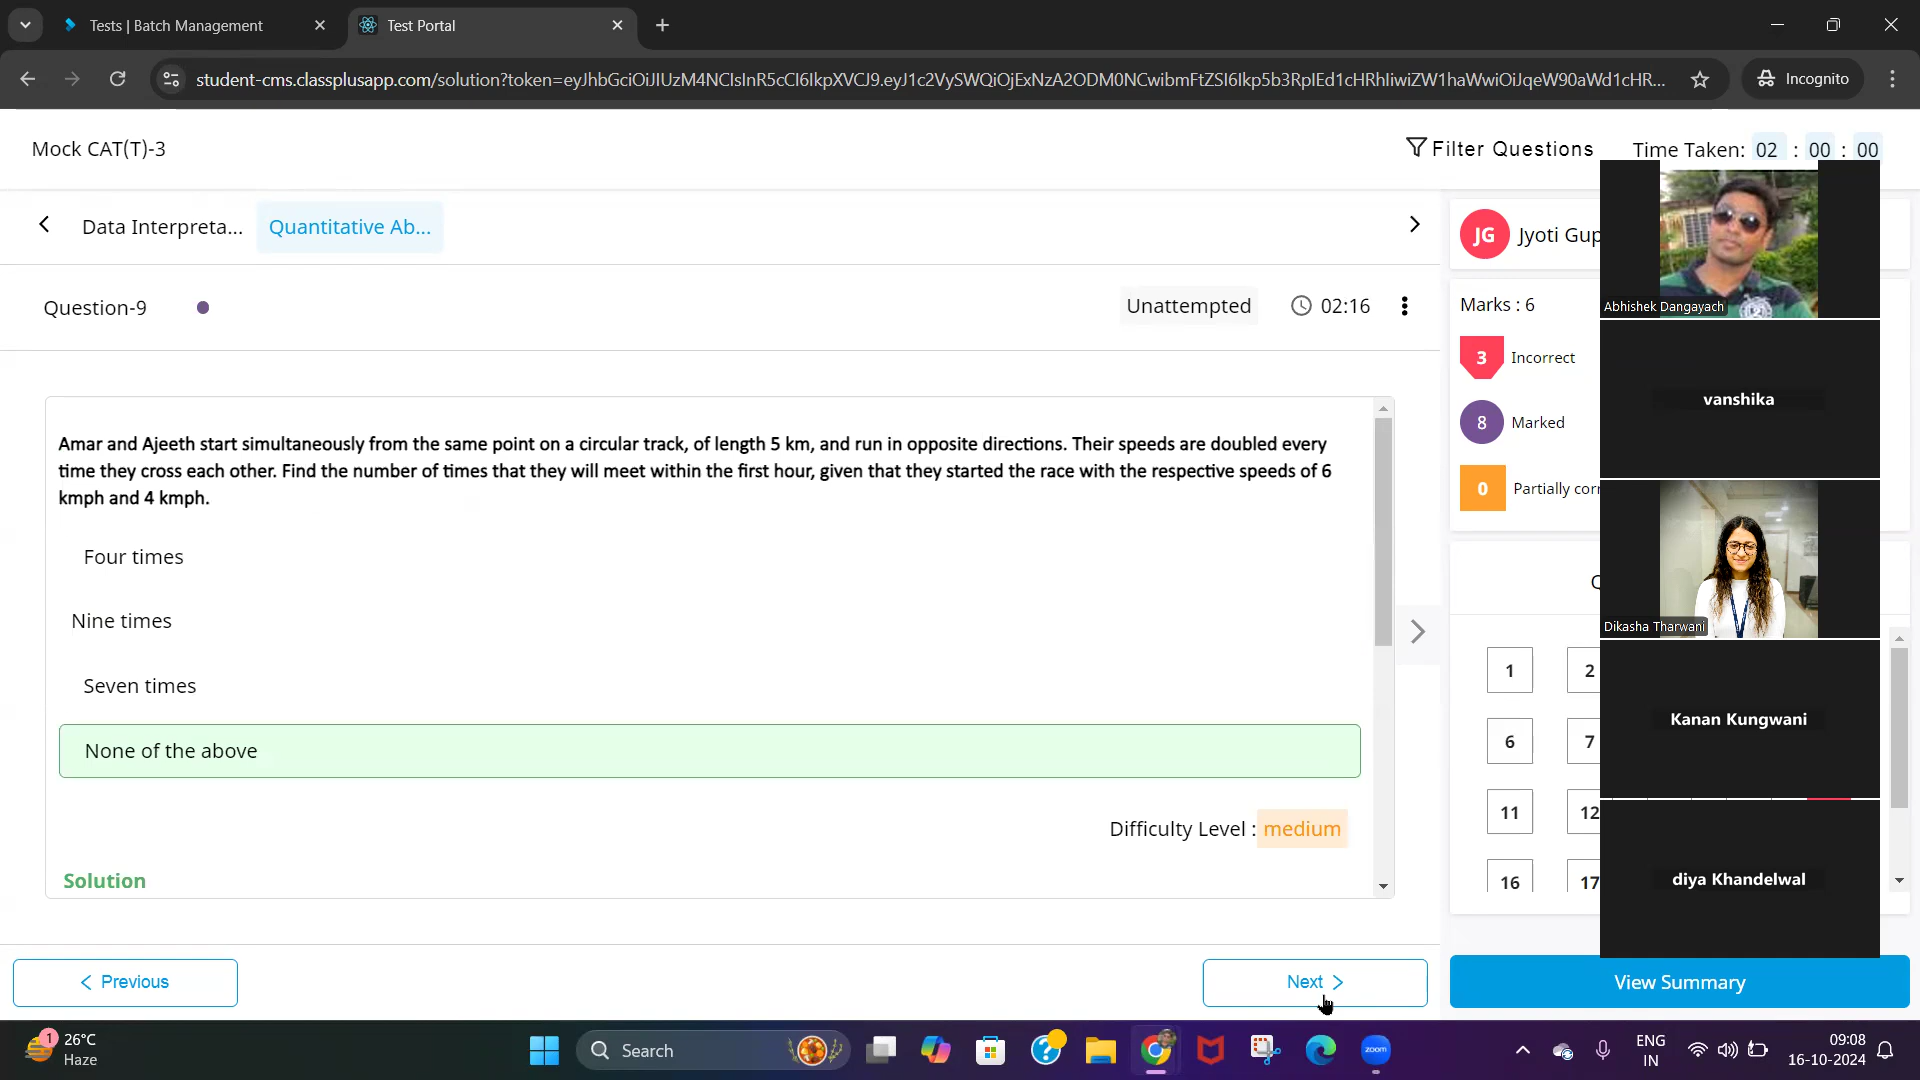 Tests | Batch Management
Test Portal
student-cms.classplusapp.com/solution?token=eyJhbGciOiJIUzM4NCIsInR5cCI6IkpXVCJ9.eyJ1c2VySWQiOjExNzA2ODM0NCwibmFtZSI6Ikp5b3RpIEd1cHRhIiwiZW1haWwiOiJqeW90aWd1cHR...
Incognito
Mock CAT(T)-3
Filter Questions
Time Taken: 02 : 00 : 00
Data Interpreta...
Quantitative Ab...
JG
Jyoti Gup
Question-9
Unattempted
02:16
Marks : 6
3 Incorrect
8 Marked
0 Partially corr
Amar and Ajeeth start simultaneously from the same point on a circular track, of length 5 km, and run in opposite directions. Their speeds are doubled every
time they cross each other. Find the number of times that they will meet within the first hour, given that they started the race with the respective speeds of 6
kmph and 4 kmph.
Four times
Nine times
Seven times
None of the above
Difficulty Level : medium
Solution
1 2
6 7
11 12
16 17
Abhishek Dangayach
vanshika
Dikasha Tharwani
Kanan Kungwani
diya Khandelwal
Previous
Next
View Summary
1
26°C
Haze
Search
zoom
ENG
IN
09:08
16-10-2024